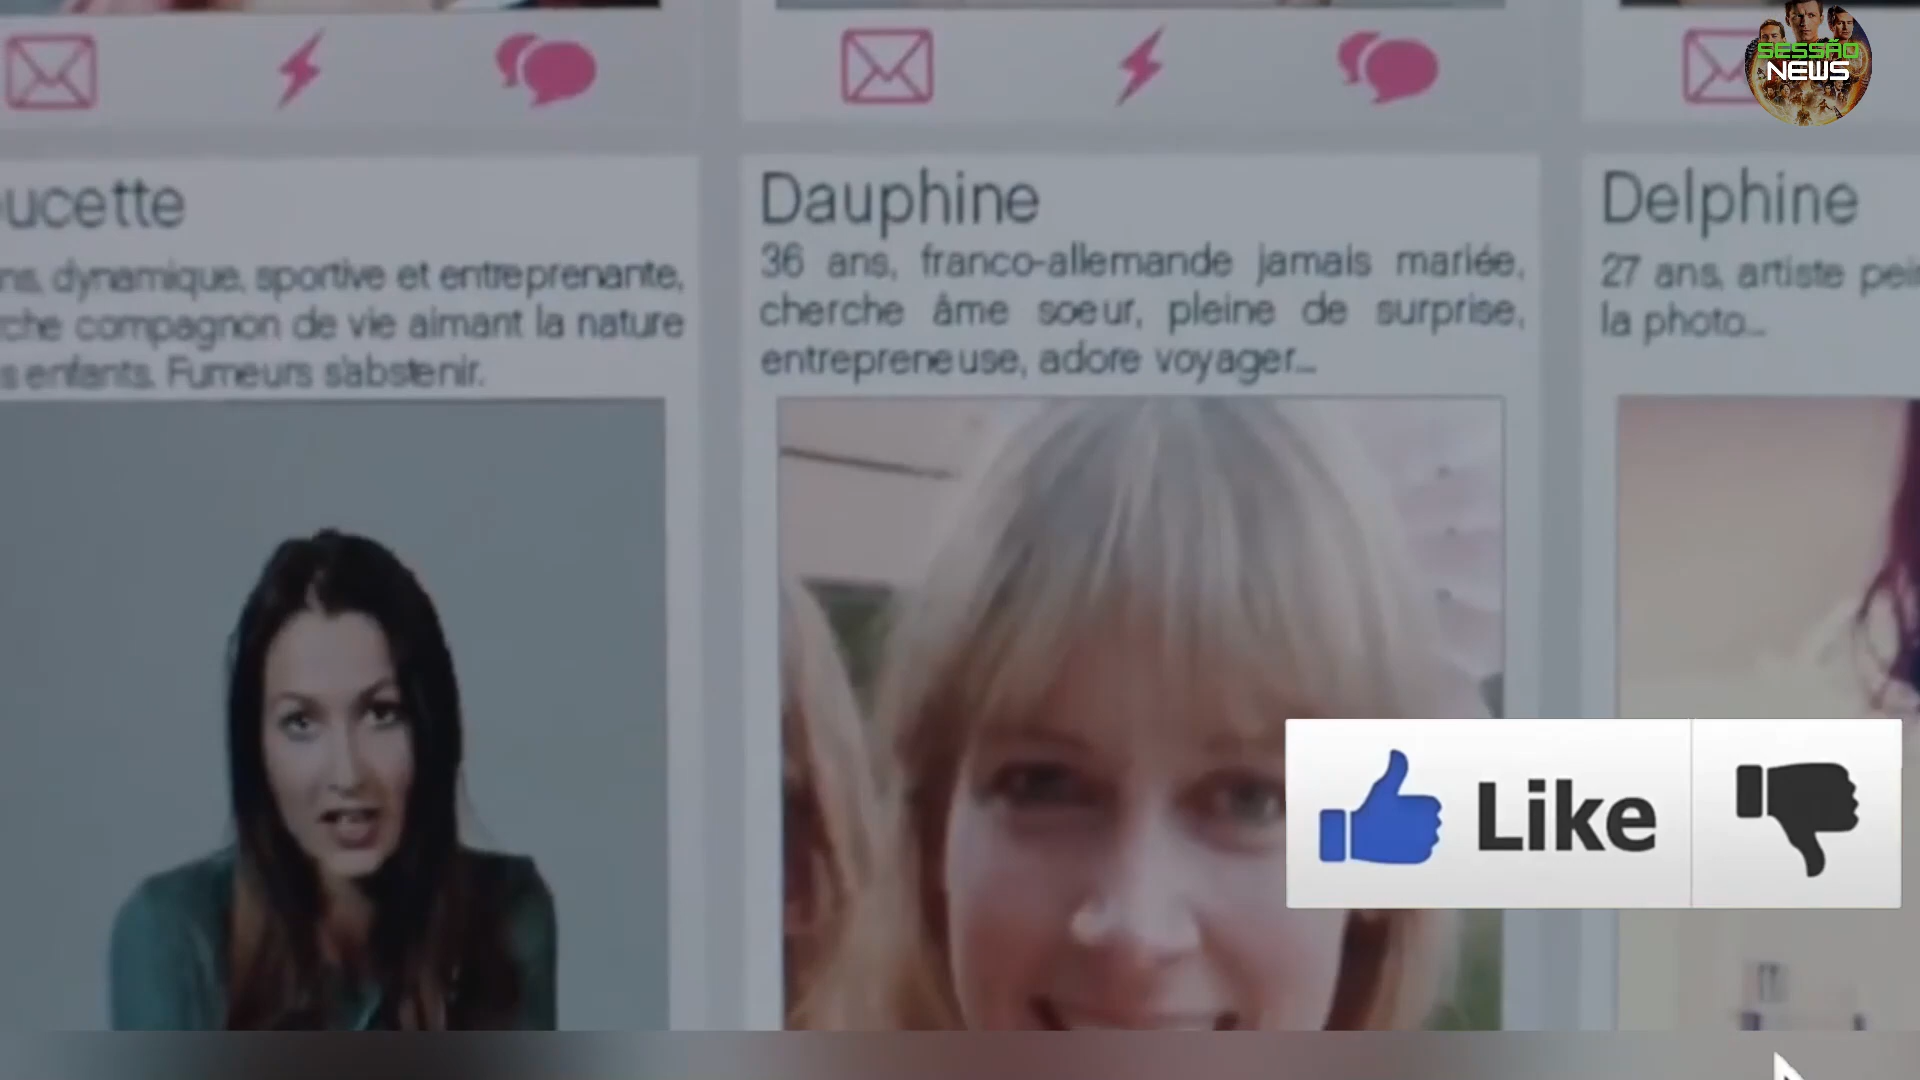 SESSÃO
NEWS
oucette
ns, dynamique, sportive et entreprenante,
rche compagnon de vie aimant la nature
s enfants. Fumeurs s'abstenir.
Dauphine
36 ans, franco-allemande jamais mariée,
cherche âme soeur, pleine de surprise,
entrepreneuse, adore voyager...
Delphine
27 ans, artiste pein
la photo...
Like